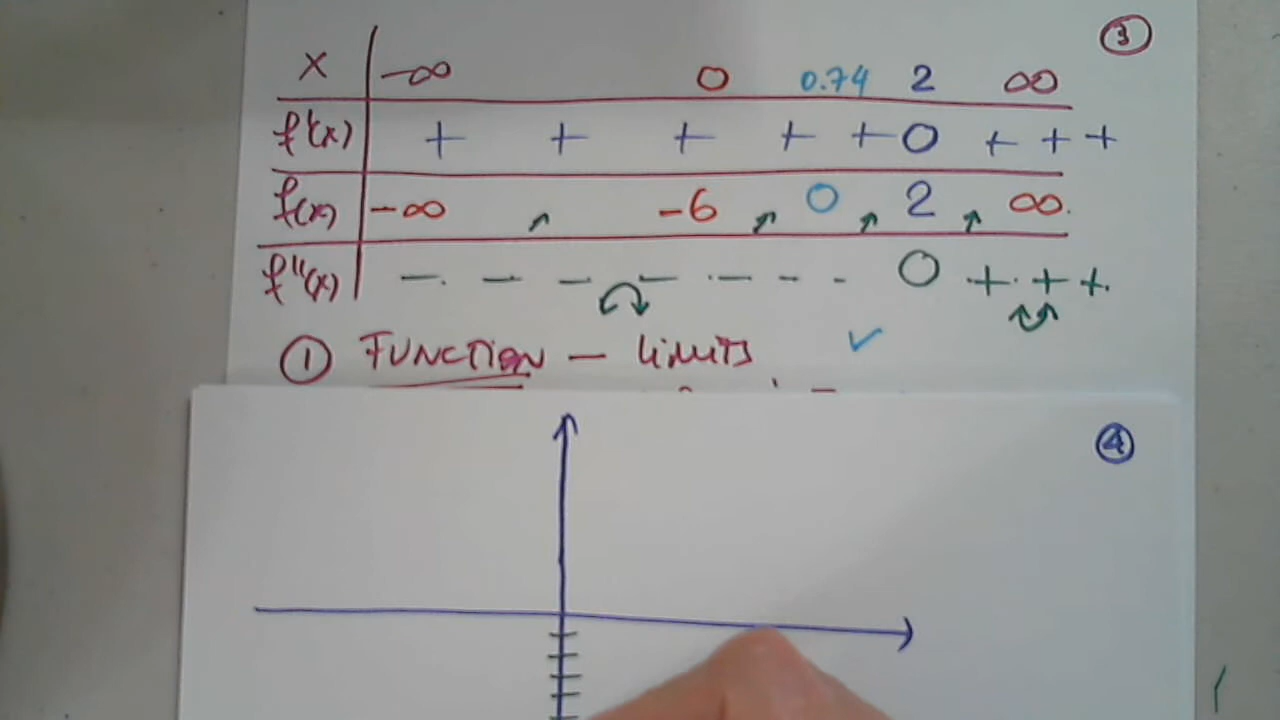 ③
x -∞ 0 0.74 2 ∞
f'(x) + + + + + 0 + + +
f(x) -∞ ↗ -6 ↗ 0 ↗ 2 ↗ ∞.
f''(x) - - - - - - - 0 + + +
① FUNCTION - limits ✓
④